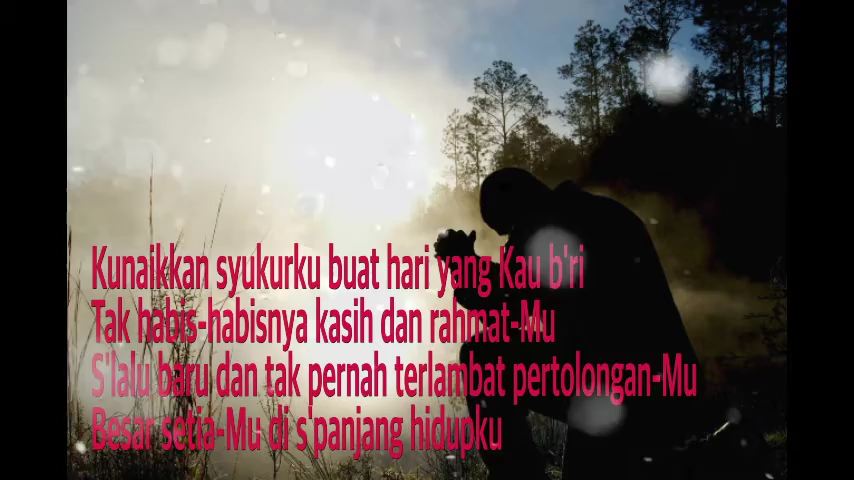 Kunaikkan syukurku buat hari yang Kau b'ri
Tak habis-habisnya kasih dan rahmat-Mu
S'lalu baru dan tak pernah terlambat pertolongan-Mu
Besar setia-Mu di s'panjang hidupku